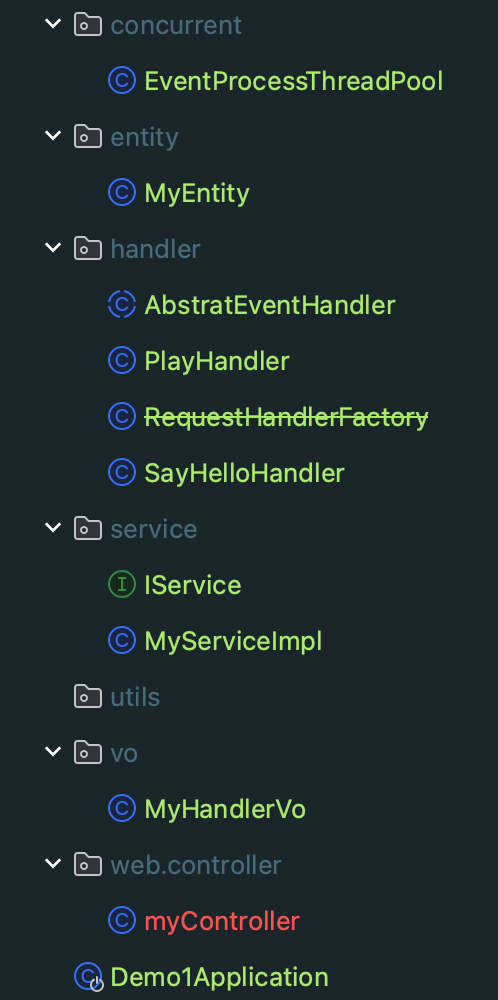 concurrent
EventProcessThreadPool
entity
MyEntity
handler
AbstratEventHandler
PlayHandler
RequestHandlerFactory
SayHelloHandler
service
IService
MyServiceImpl
utils
vo
MyHandlerVo
web.controller
myController
Demo1Application